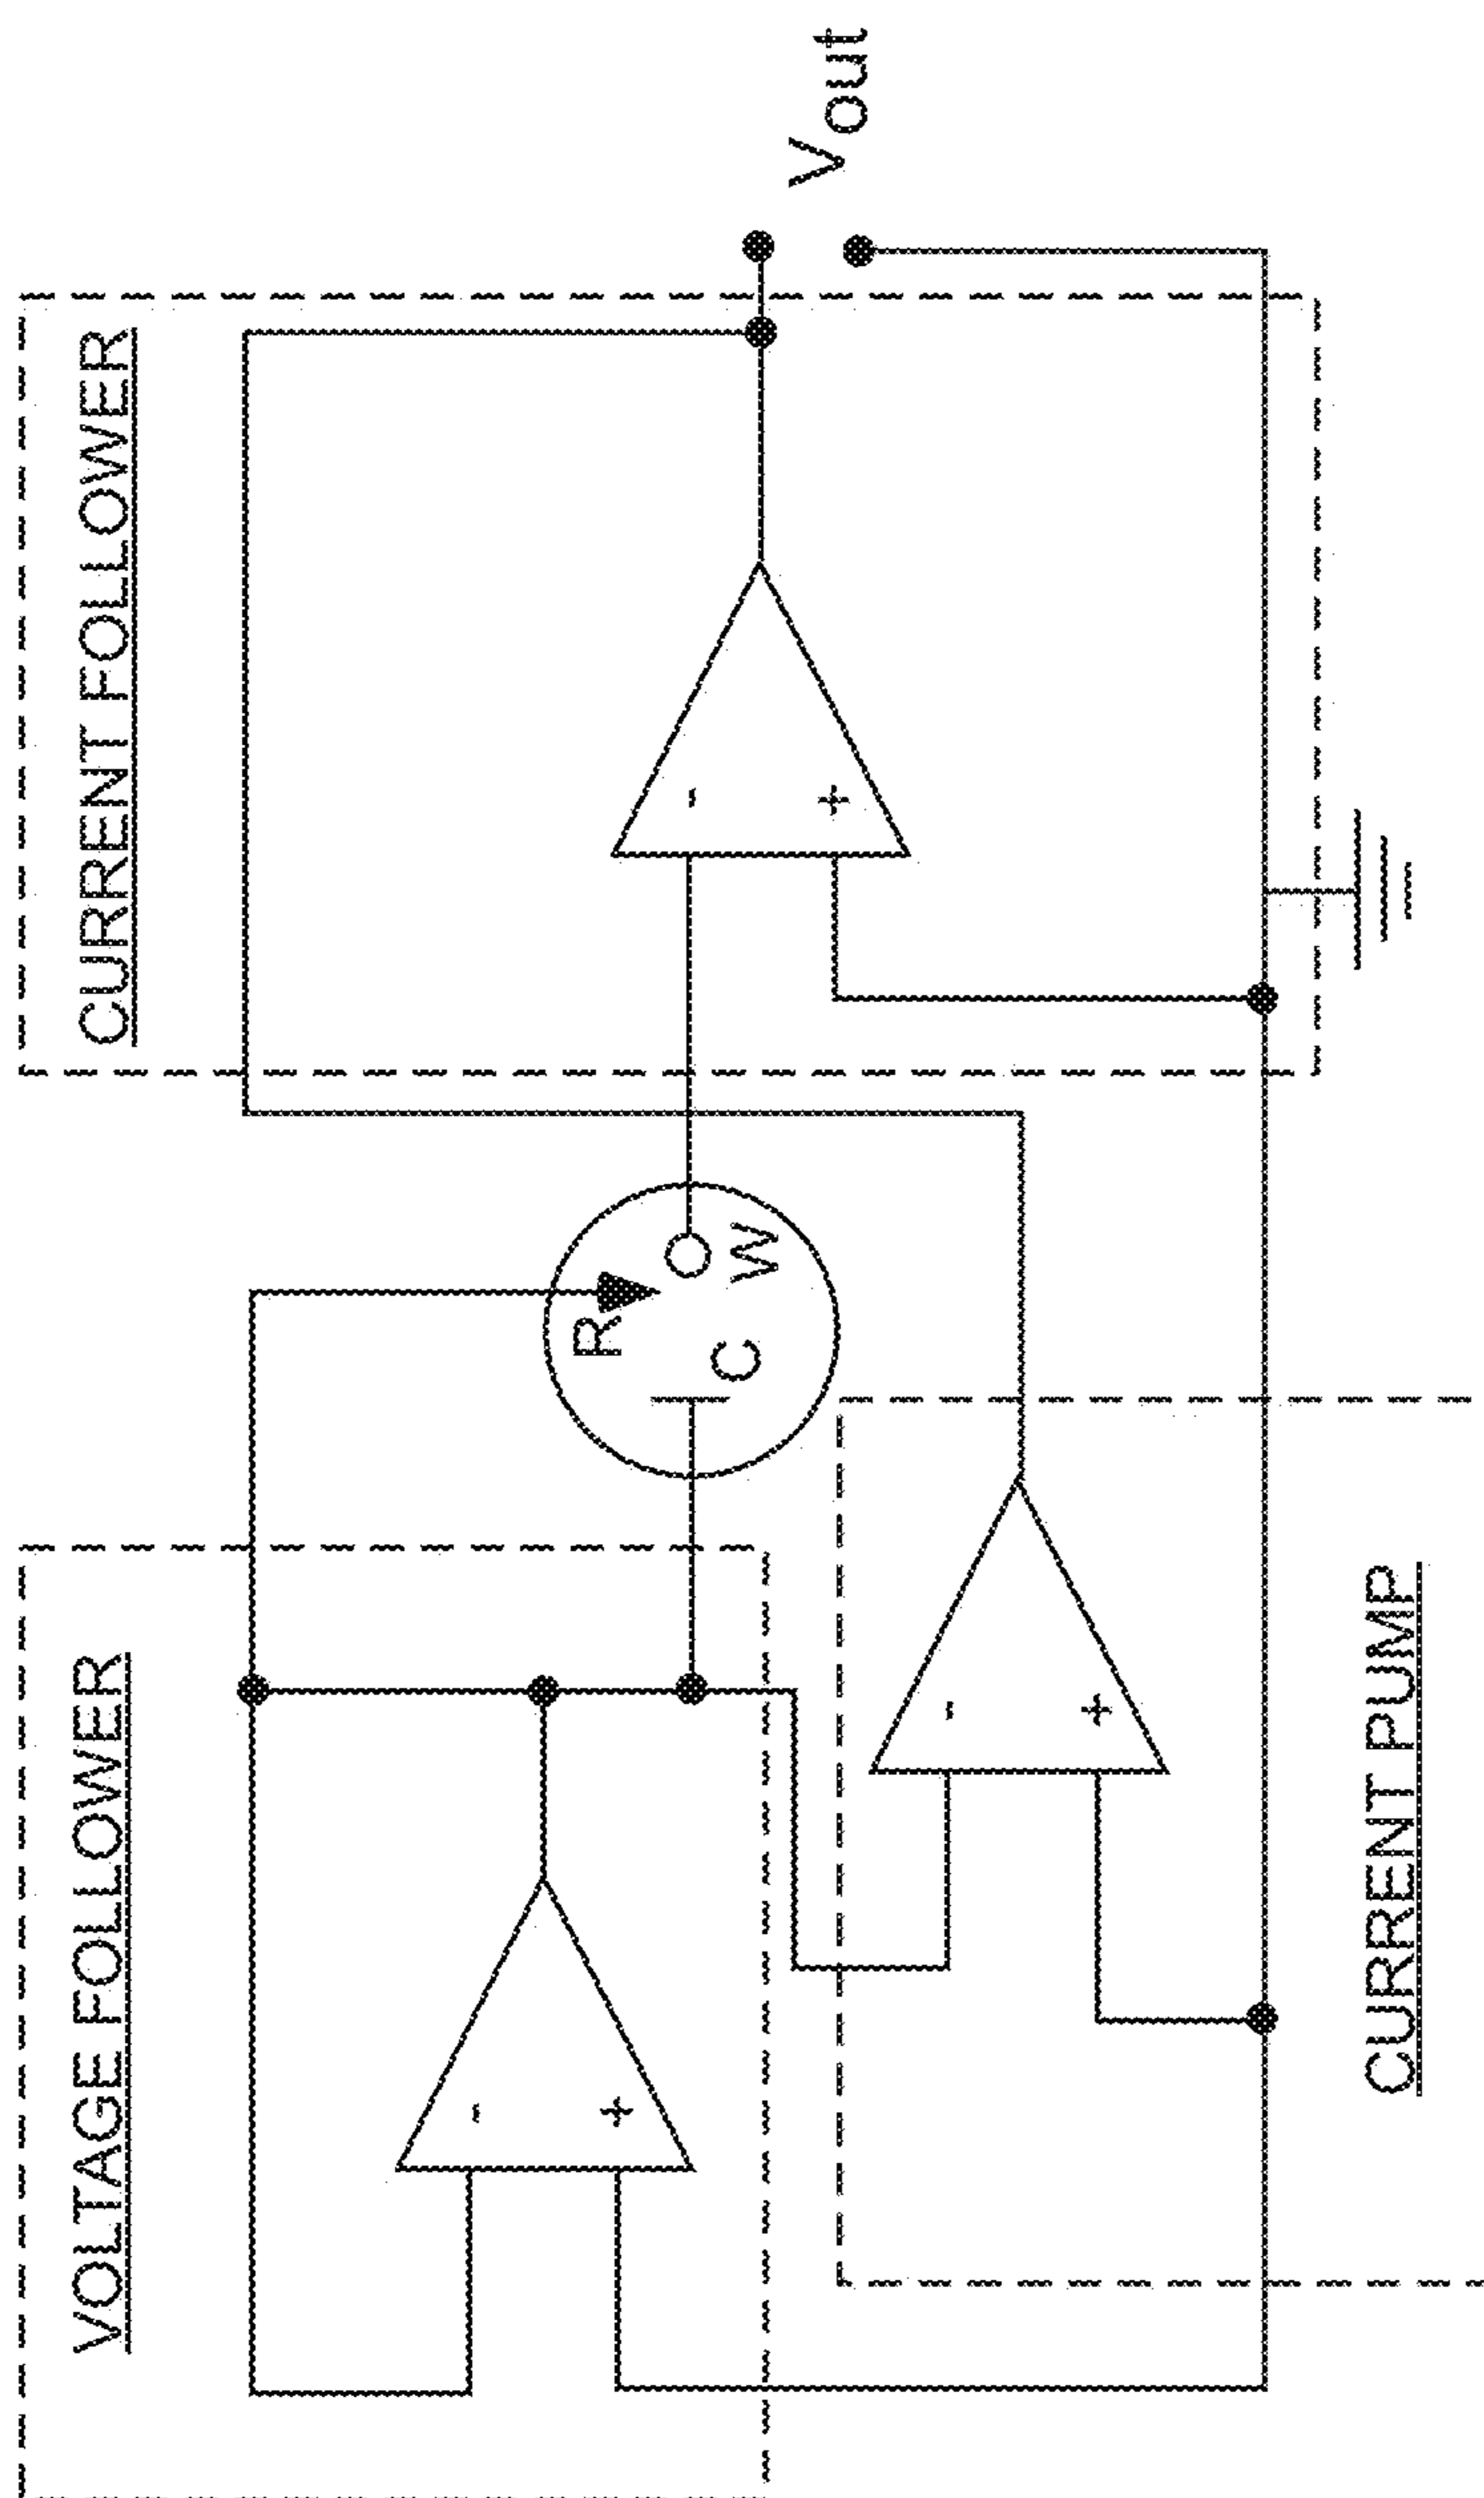 VOLTAGE FOLLOWER
CURRENT FOLLOWER
-
+
R
C
W
-
+
Vout
-
+
CURRENT PUMP